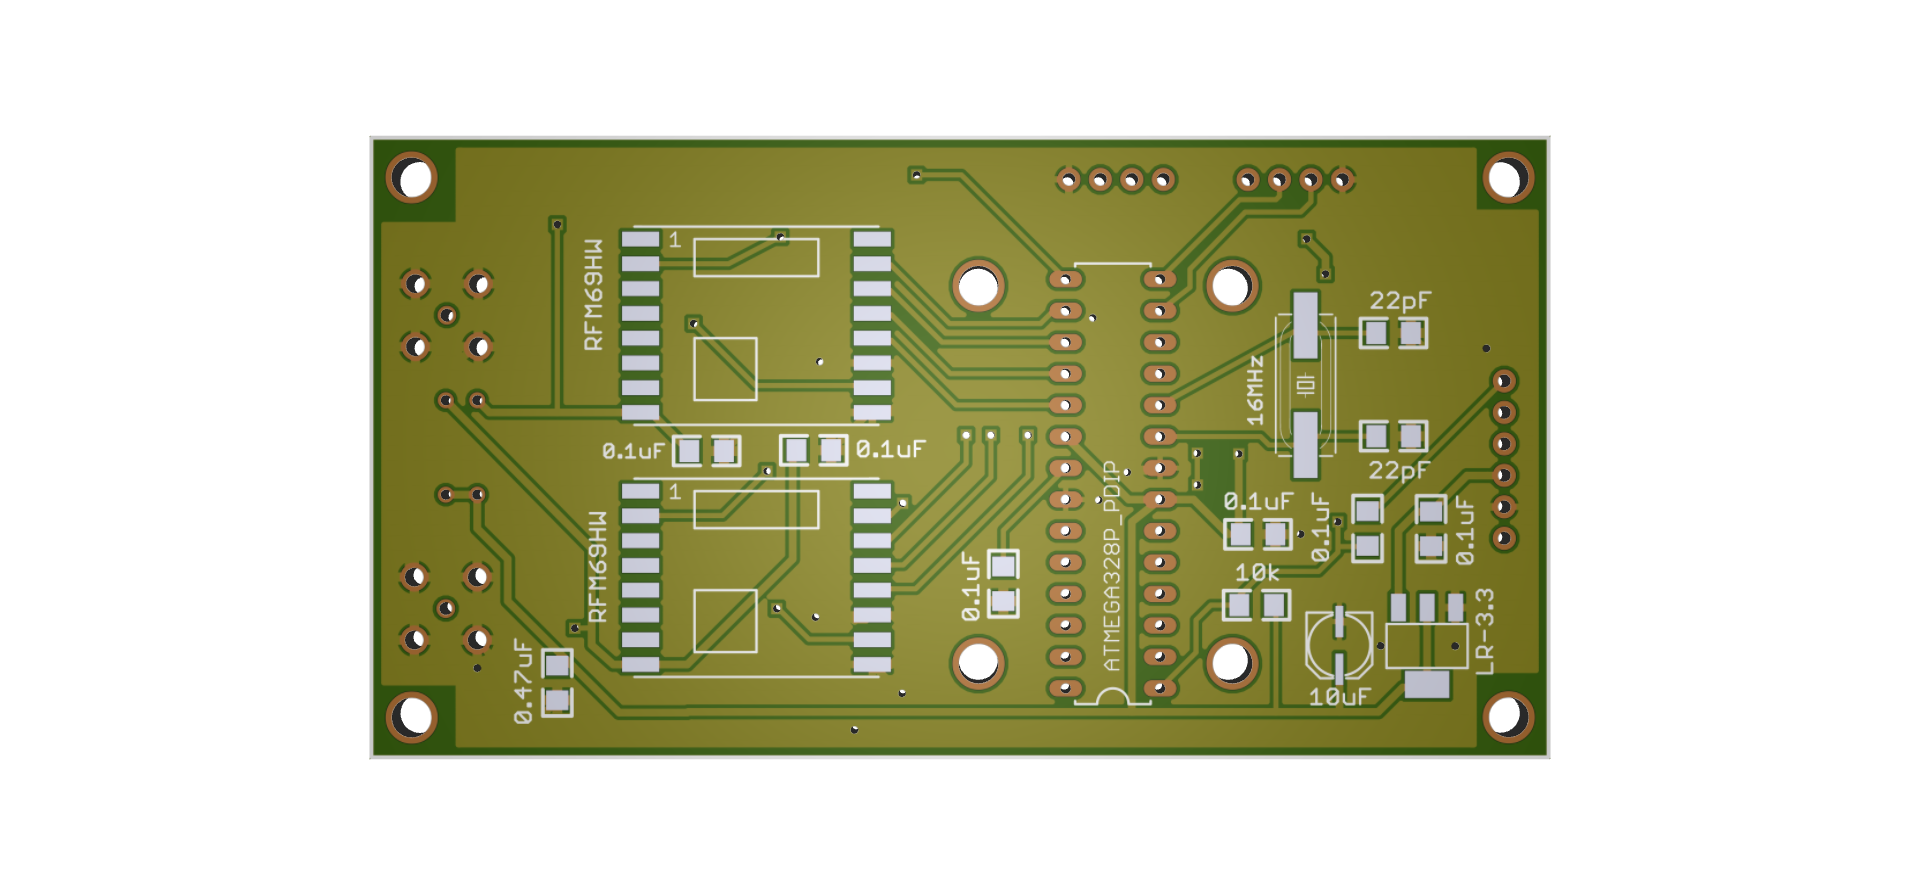 RFM69HW
1
22pF
16MHz
0.1uF
0.1uF
22pF
1
RFM69HW
0.1uF
ATMEGA328P_PDIP
0.1uF
0.1uF
0.1uF
10k
0.47uF
10uF
LR-3.3